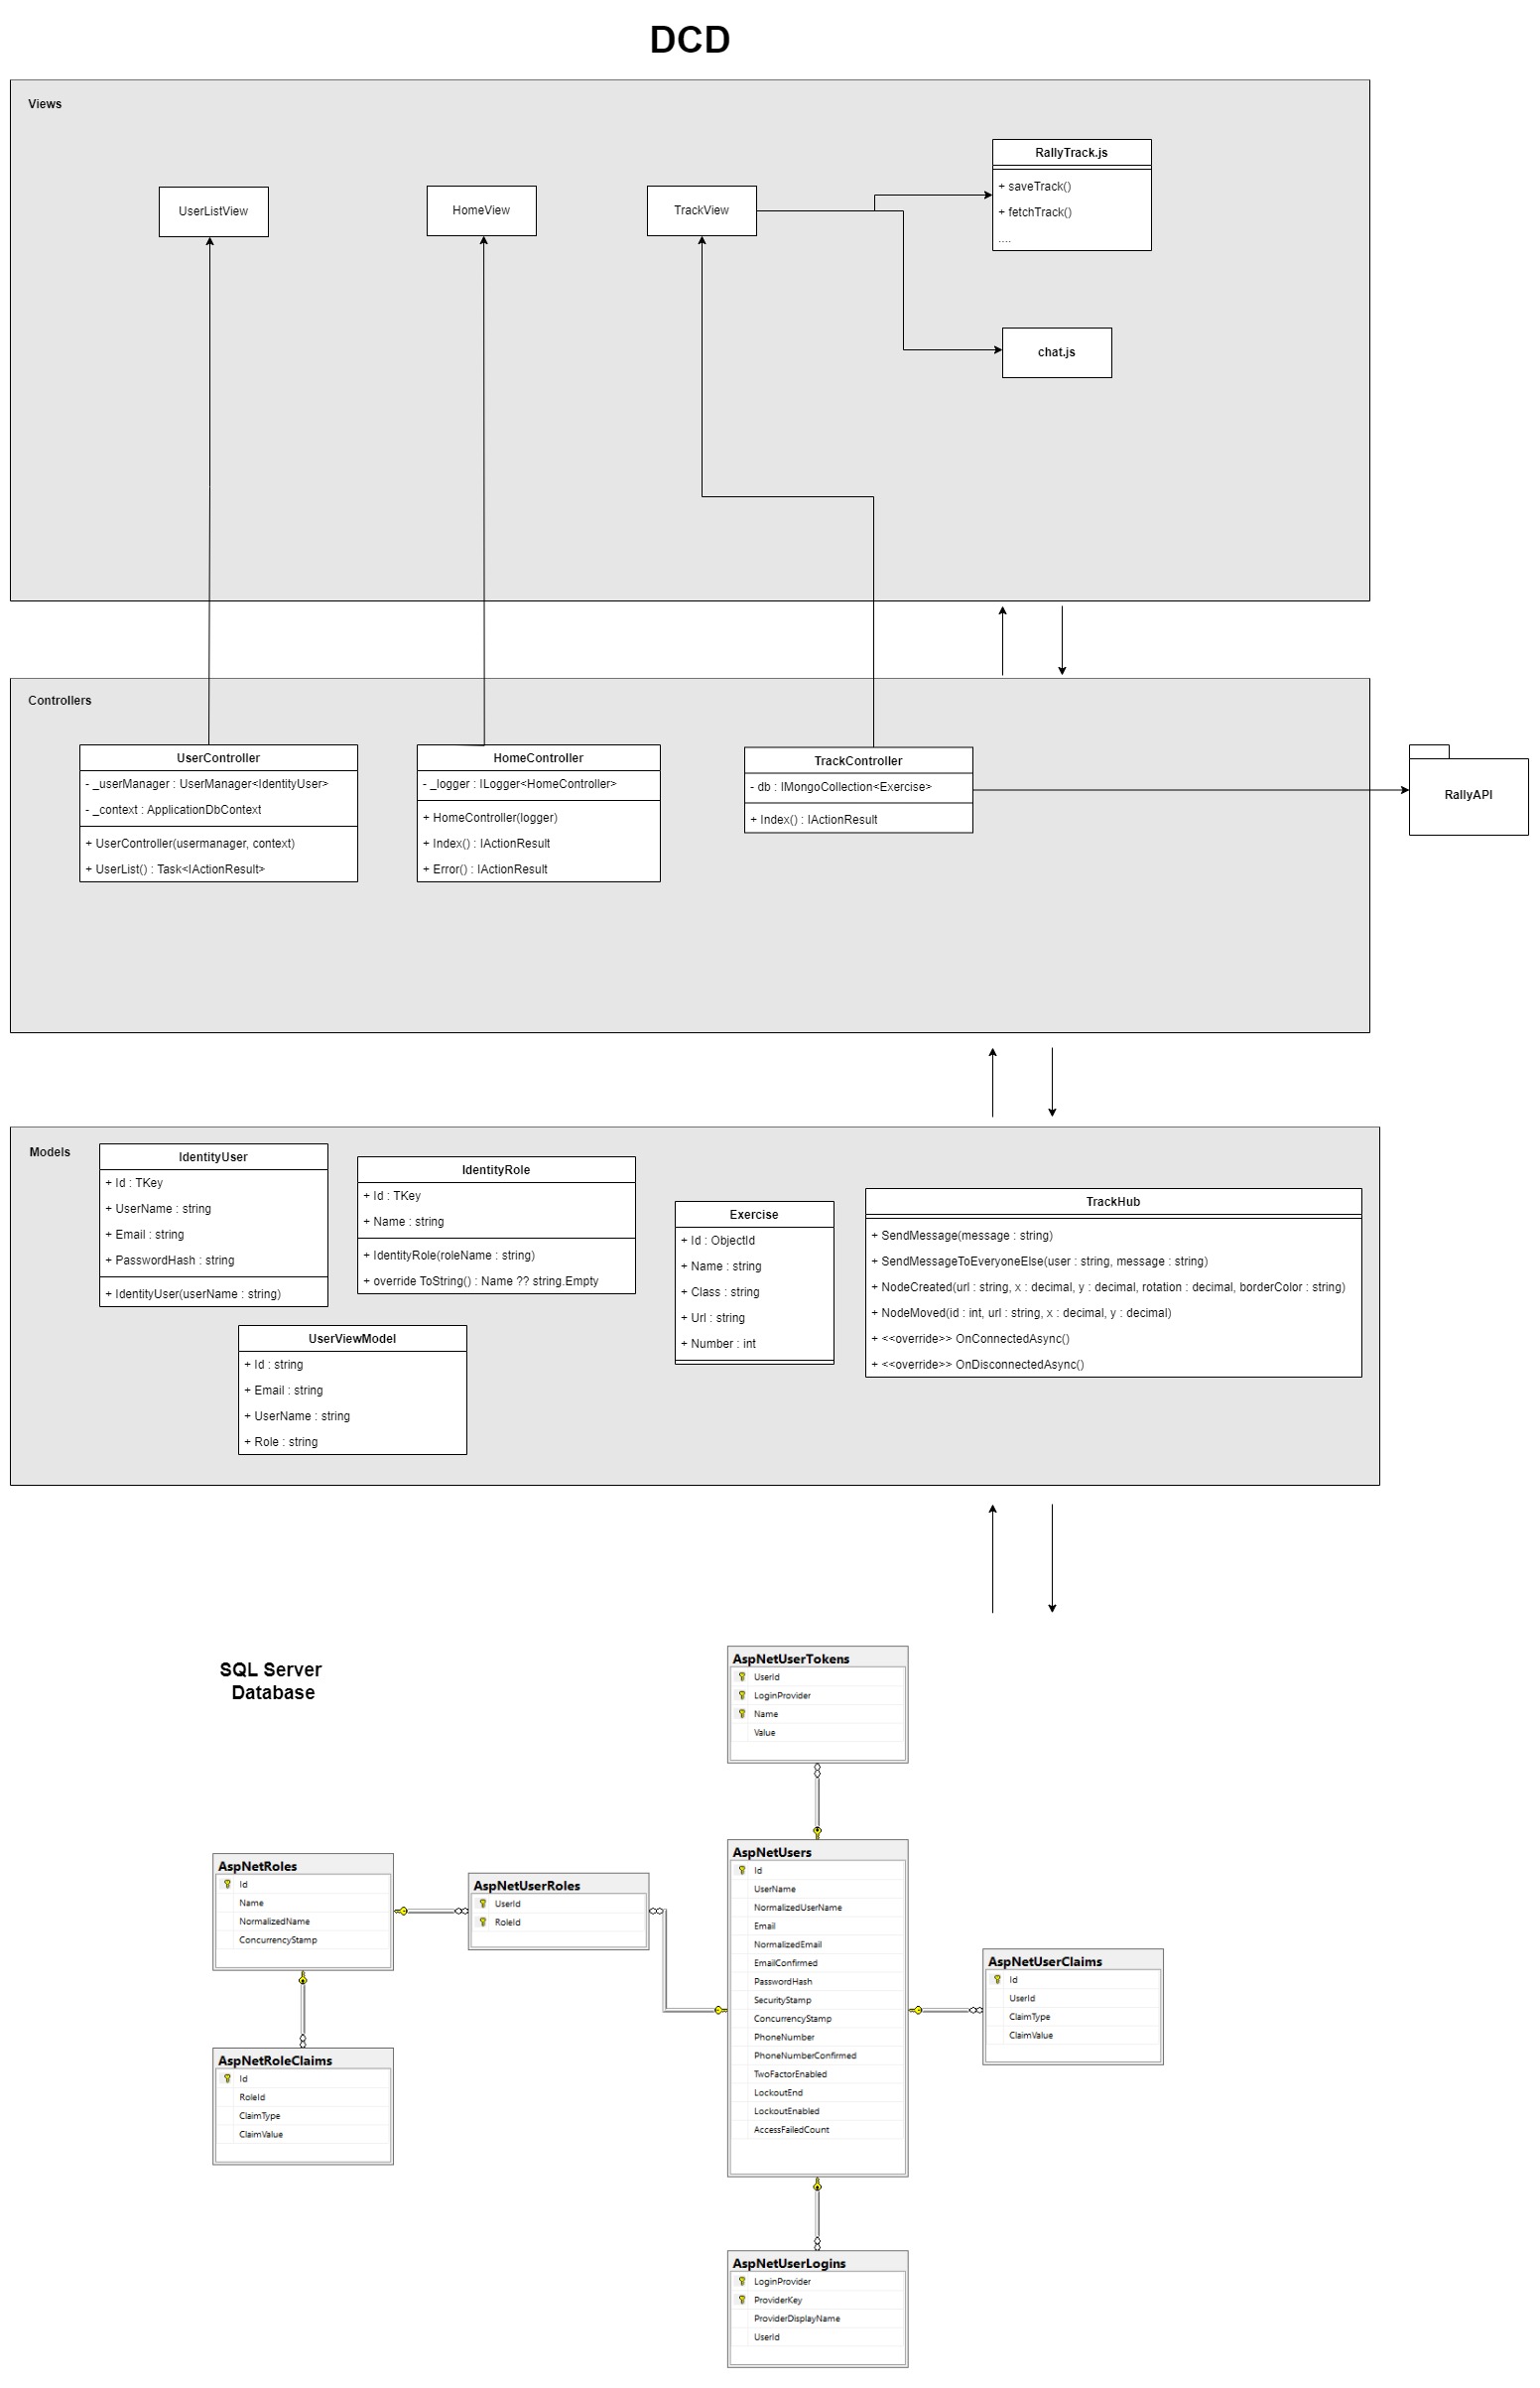 DCD
Views
RallyTrack.js
+ saveTrack()
+ fetchTrack()
....
UserListView
HomeView
TrackView
chat.js
Controllers
UserController
- _userManager : UserManager<IdentityUser>
- _context : ApplicationDbContext
+ UserController(usermanager, context)
+ UserList() : Task<IActionResult>
HomeController
- _logger : ILogger<HomeController>
+ HomeController(logger)
+ Index() : IActionResult
+ Error() : IActionResult
TrackController
- db : IMongoCollection<Exercise>
+ Index() : IActionResult
RallyAPI
Models
IdentityUser
+ Id : TKey
+ UserName : string
+ Email : string
+ PasswordHash : string
+ IdentityUser(userName : string)
IdentityRole
+ Id : TKey
+ Name : string
+ IdentityRole(roleName : string)
+ override ToString() : Name ?? string.Empty
Exercise
+ Id : ObjectId
+ Name : string
+ Class : string
+ Url : string
+ Number : int
TrackHub
+ SendMessage(message : string)
+ SendMessageToEveryoneElse(user : string, message : string)
+ NodeCreated(url : string, x : decimal, y : decimal, rotation : decimal, borderColor : string)
+ NodeMoved(id : int, url : string, x : decimal, y : decimal)
+ <<override>> OnConnectedAsync()
+ <<override>> OnDisconnectedAsync()
UserViewModel
+ Id : string
+ Email : string
+ UserName : string
+ Role : string
SQL Server
Database
AspNetUserTokens
UserId
LoginProvider
Name
Value
AspNetRoles
Id
Name
NormalizedName
ConcurrencyStamp
AspNetUserRoles
UserId
RoleId
AspNetUsers
Id
UserName
NormalizedUserName
Email
NormalizedEmail
EmailConfirmed
PasswordHash
SecurityStamp
ConcurrencyStamp
PhoneNumber
PhoneNumberConfirmed
TwoFactorEnabled
LockoutEnd
LockoutEnabled
AccessFailedCount
AspNetUserClaims
Id
UserId
ClaimType
ClaimValue
AspNetRoleClaims
Id
RoleId
ClaimType
ClaimValue
AspNetUserLogins
LoginProvider
ProviderKey
ProviderDisplayName
UserId